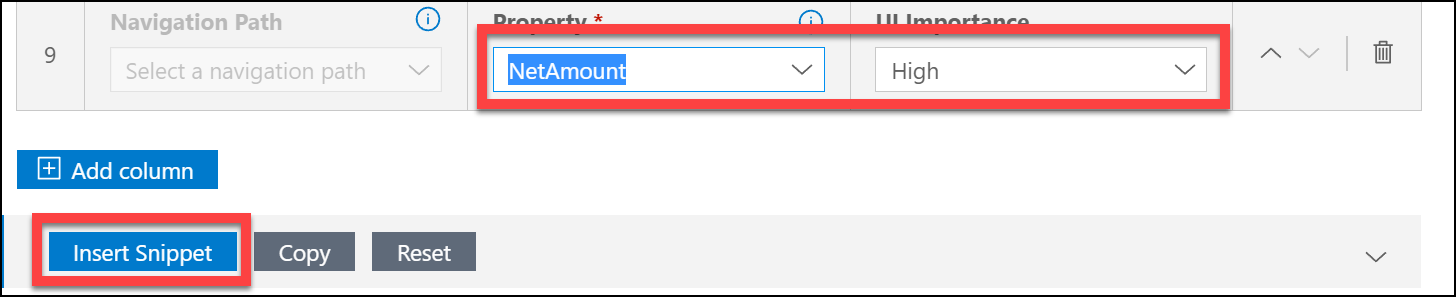 Navigation Path i Property * i UI Importance
9 Select a navigation path NetAmount High
Add column
Insert Snippet Copy Reset